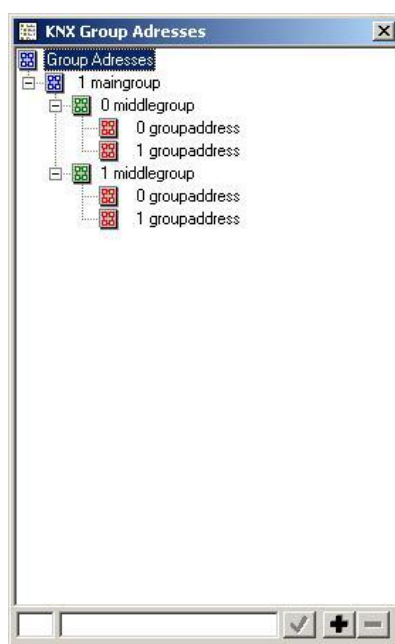 KNX Group Adresses
Group Adresses
1 maingroup
0 middlegroup
0 groupaddress
1 groupaddress
1 middlegroup
0 groupaddress
1 groupaddress